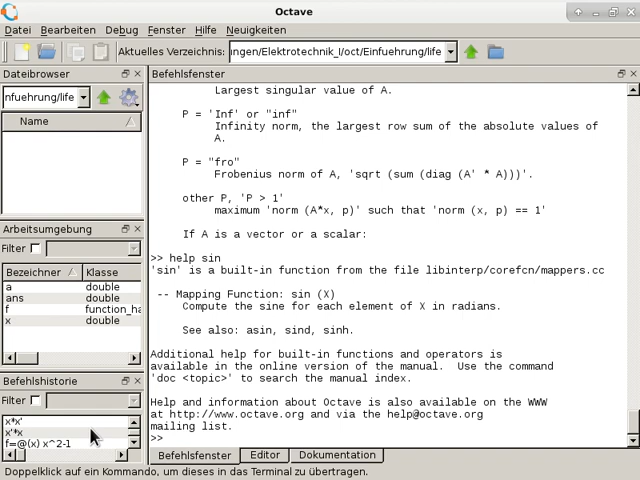 Octave
Datei Bearbeiten Debug Fenster Hilfe Neuigkeiten
Aktuelles Verzeichnis: ungen/Elektrotechnik_I/oct/Einfuehrung/life
Dateibrowser
nfuehrung/life
Name
Arbeitsumgebung
Filter
Bezeichner Klasse
a double
ans double
f function_ha
x double
Befehlshistorie
Filter
x*x'
x'*x
f=@(x) x^2-1
Befehlsfenster
Largest singular value of A.
P = 'Inf' or "inf"
Infinity norm, the largest row sum of the absolute values of
A.
P = "fro"
Frobenius norm of A, 'sqrt (sum (diag (A' * A)))'.
other P, 'P > 1'
maximum 'norm (A*x, p)' such that 'norm (x, p) == 1'
If A is a vector or a scalar:
>> help sin
'sin' is a built-in function from the file libinterp/corefcn/mappers.cc
-- Mapping Function: sin (X)
Compute the sine for each element of X in radians.
See also: asin, sind, sinh.
Additional help for built-in functions and operators is
available in the online version of the manual.  Use the command
'doc <topic>' to search the manual index.
Help and information about Octave is also available on the WWW
at http://www.octave.org and via the help@octave.org
mailing list.
>>
Befehlsfenster Editor Dokumentation
Doppelklick auf ein Kommando, um dieses in das Terminal zu übertragen.